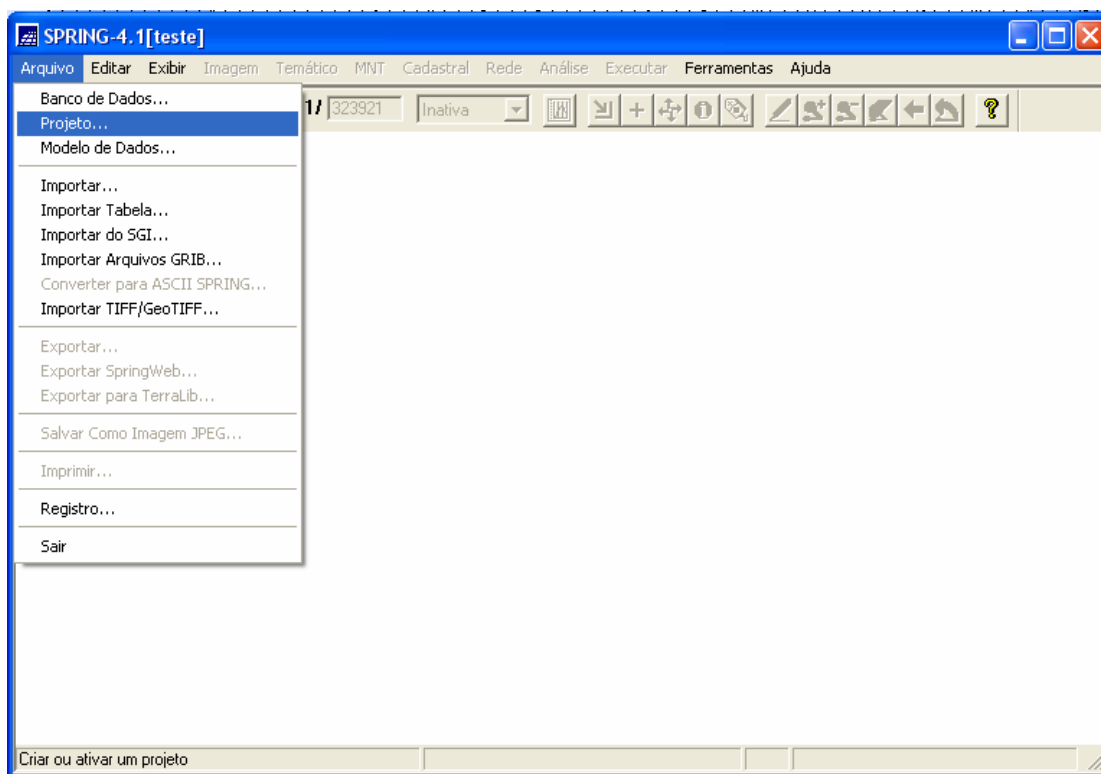 SPRING-4.1[teste]
Arquivo Editar Exibir Imagem Temático MNT Cadastral Rede Análise Executar Ferramentas Ajuda
1/ 323921 Inativa
Banco de Dados...
Projeto...
Modelo de Dados...
Importar...
Importar Tabela...
Importar do SGI...
Importar Arquivos GRIB...
Converter para ASCII SPRING...
Importar TIFF/GeoTIFF...
Exportar...
Exportar SpringWeb...
Exportar para TerraLib...
Salvar Como Imagem JPEG...
Imprimir...
Registro...
Sair
Criar ou ativar um projeto